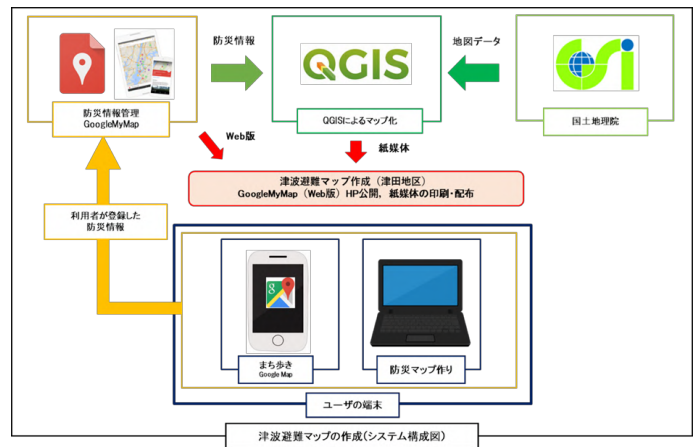 防災情報
地図データ
QGIS
防災情報管理
GoogleMyMap
QGISによるマップ化
国土地理院
Web版
紙媒体
津波避難マップ作成（津田地区）
GoogleMyMap（Web版）HP公開，紙媒体の印刷・配布
利用者が登録した
防災情報
8
まち歩き
Google Map
防災マップ作り
ユーザの端末
津波避難マップの作成(システム構成図)